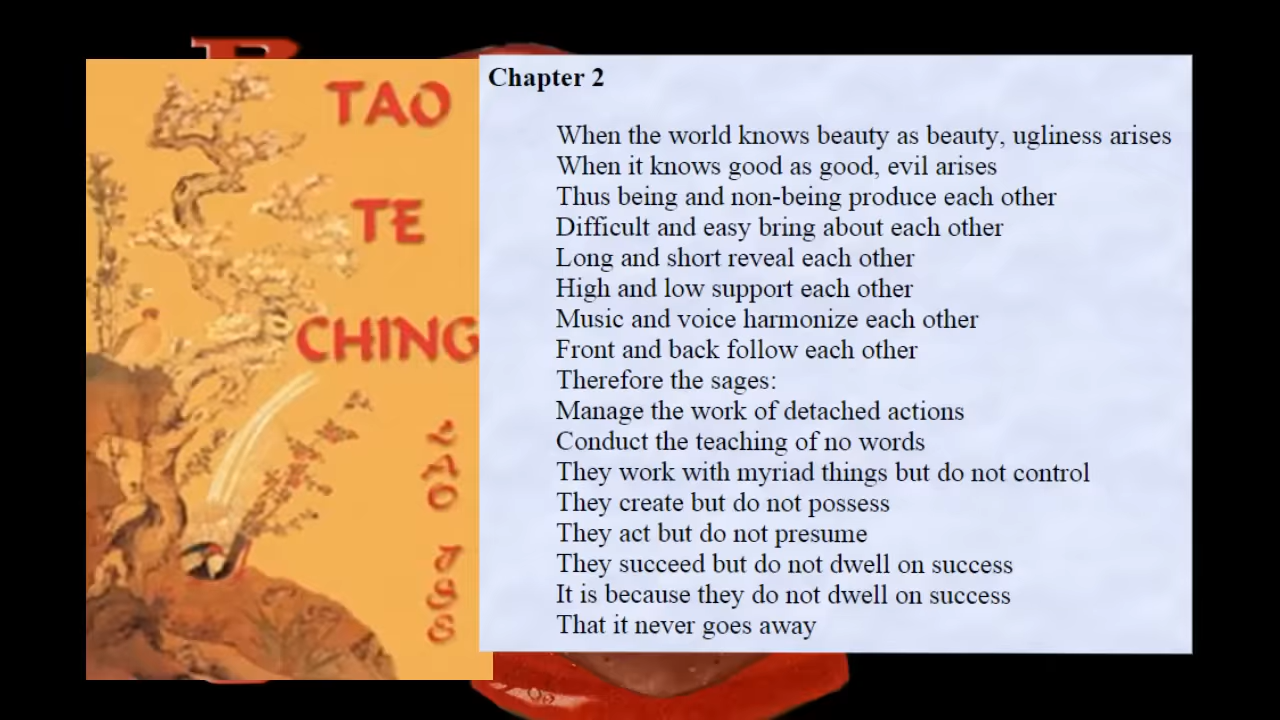 TAO
TE
CHING
LAO TSE
Chapter 2
When the world knows beauty as beauty, ugliness arises
When it knows good as good, evil arises
Thus being and non-being produce each other
Difficult and easy bring about each other
Long and short reveal each other
High and low support each other
Music and voice harmonize each other
Front and back follow each other
Therefore the sages:
Manage the work of detached actions
Conduct the teaching of no words
They work with myriad things but do not control
They create but do not possess
They act but do not presume
They succeed but do not dwell on success
It is because they do not dwell on success
That it never goes away